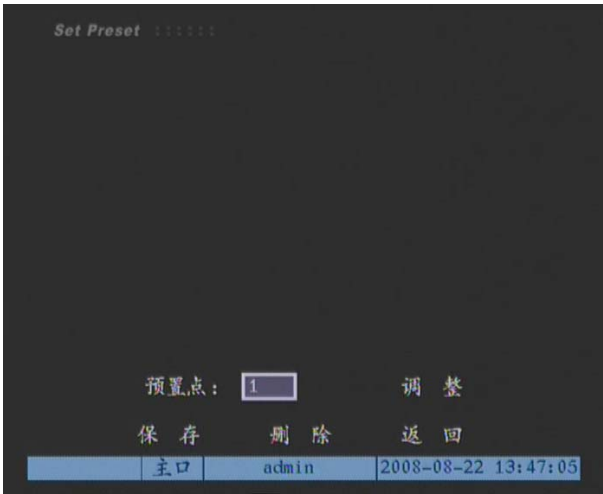 Set Preset ::::::
预置点: 1 调 整
保 存 删 除 返 回
主口 admin 2008-08-22 13:47:05